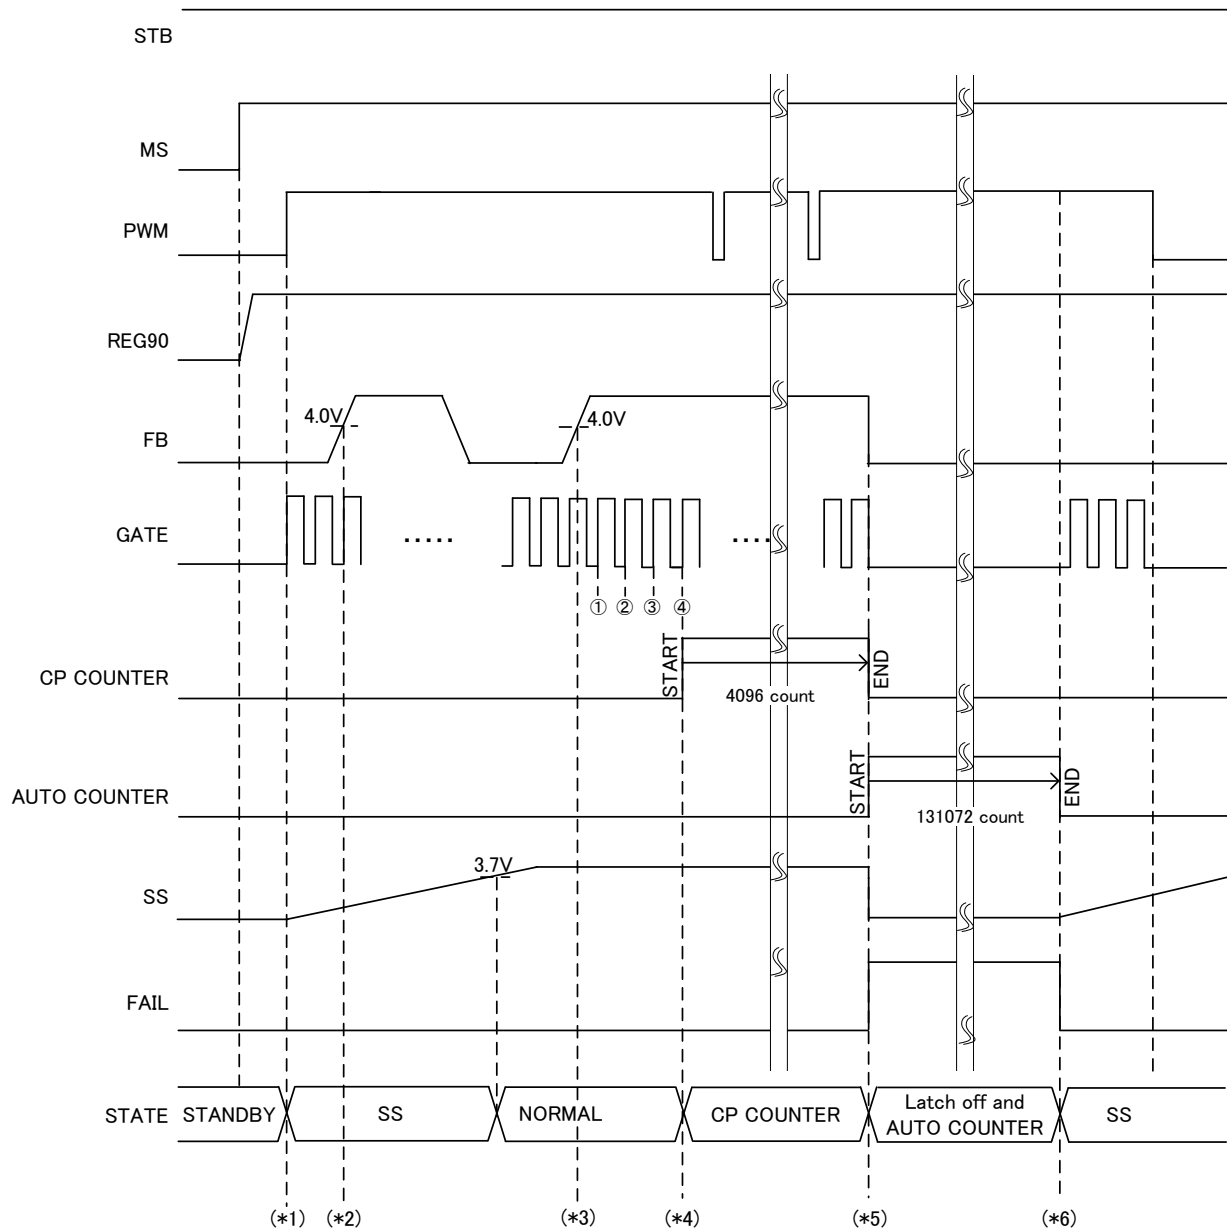 STB
MS
PWM
REG90
4.0V
4.0V
FB
GATE
.....
....
① ② ③ ④
START
END
CP COUNTER
4096 count
START
END
AUTO COUNTER
131072 count
3.7V
SS
FAIL
STATE
STANDBY
SS
NORMAL
CP COUNTER
Latch off and
AUTO COUNTER
SS
(*1) (*2) (*3) (*4) (*5) (*6)